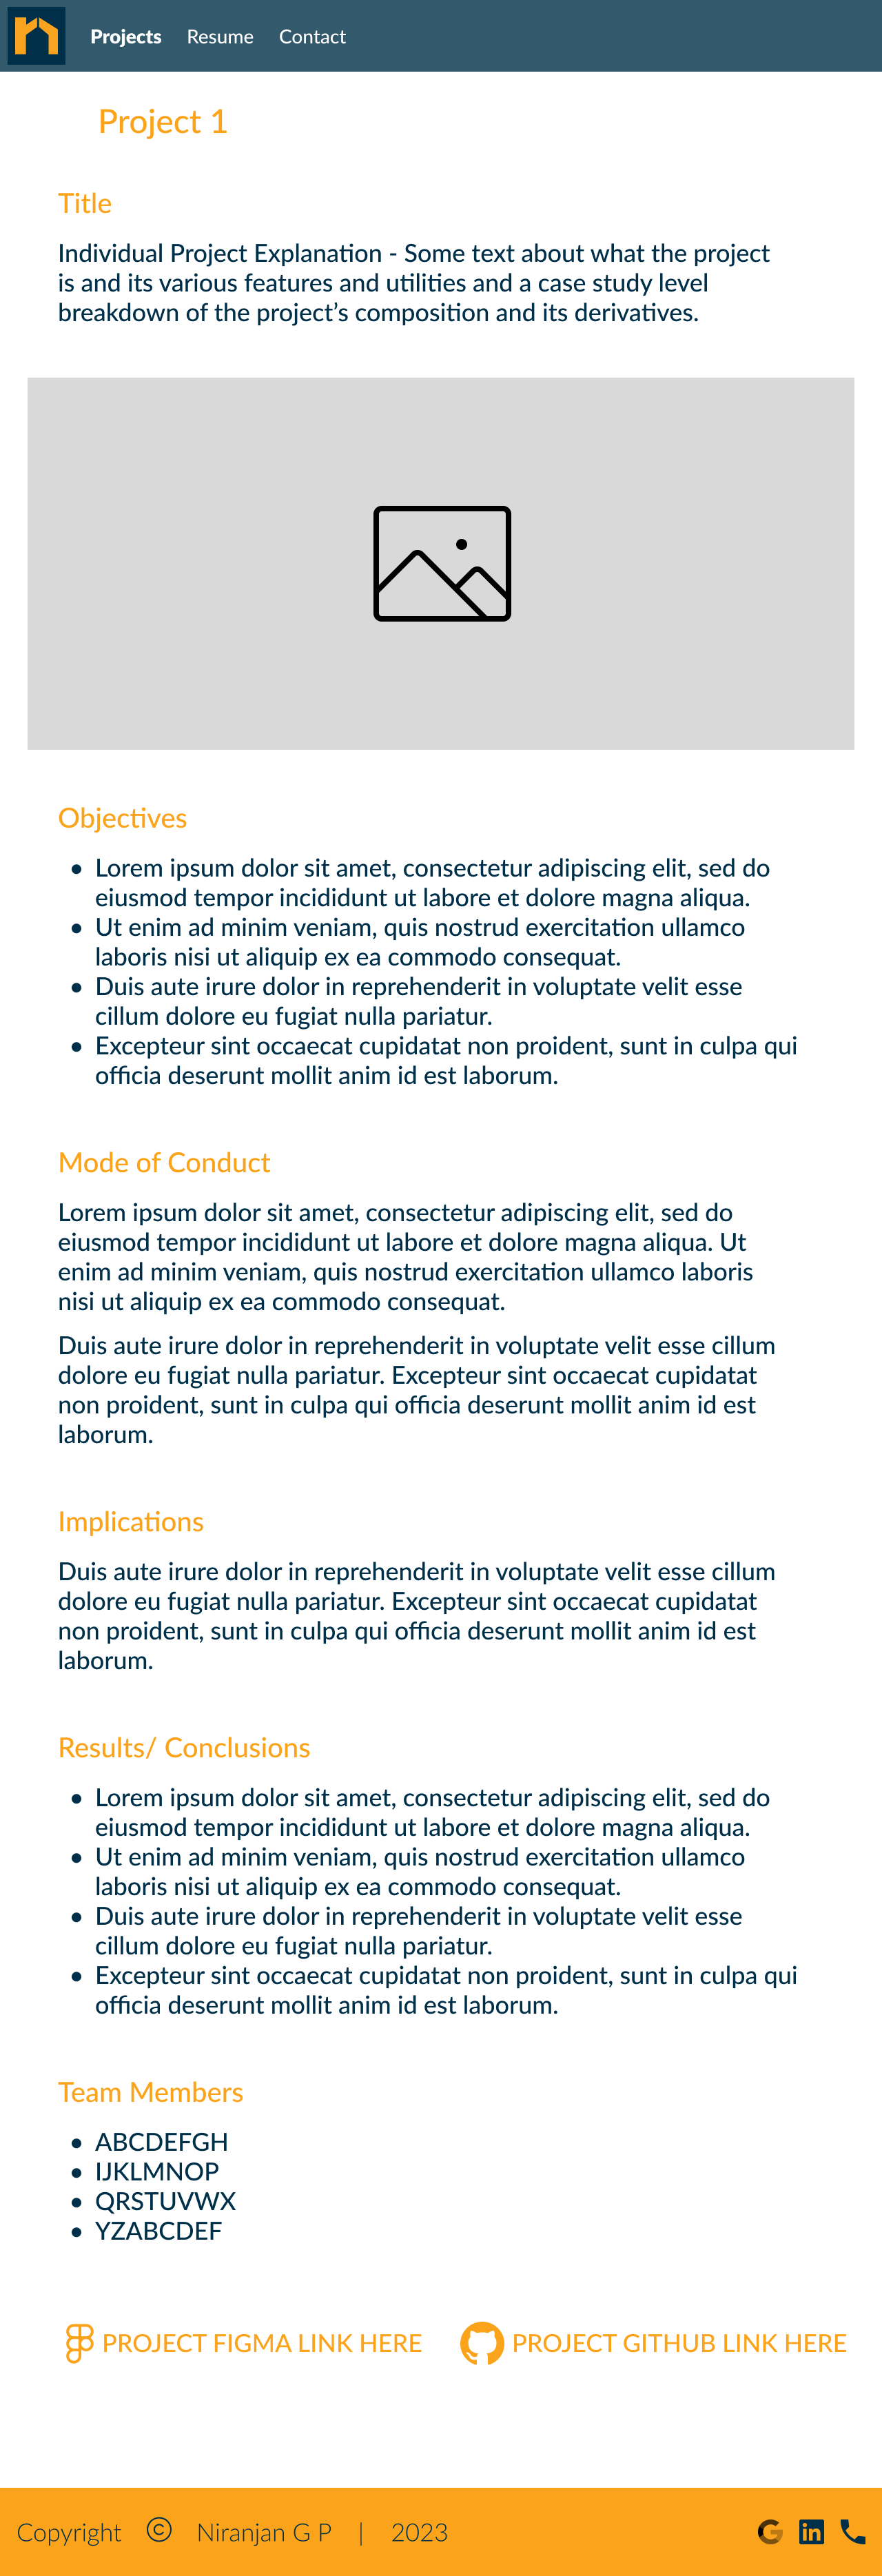 Projects Resume Contact
Project 1
Title
Individual Project Explanation - Some text about what the project
is and its various features and utilities and a case study level
breakdown of the project’s composition and its derivatives.
Objectives
• Lorem ipsum dolor sit amet, consectetur adipiscing elit, sed do
eiusmod tempor incididunt ut labore et dolore magna aliqua.
• Ut enim ad minim veniam, quis nostrud exercitation ullamco
laboris nisi ut aliquip ex ea commodo consequat.
• Duis aute irure dolor in reprehenderit in voluptate velit esse
cillum dolore eu fugiat nulla pariatur.
• Excepteur sint occaecat cupidatat non proident, sunt in culpa qui
officia deserunt mollit anim id est laborum.
Mode of Conduct
Lorem ipsum dolor sit amet, consectetur adipiscing elit, sed do
eiusmod tempor incididunt ut labore et dolore magna aliqua. Ut
enim ad minim veniam, quis nostrud exercitation ullamco laboris
nisi ut aliquip ex ea commodo consequat.
Duis aute irure dolor in reprehenderit in voluptate velit esse cillum
dolore eu fugiat nulla pariatur. Excepteur sint occaecat cupidatat
non proident, sunt in culpa qui officia deserunt mollit anim id est
laborum.
Implications
Duis aute irure dolor in reprehenderit in voluptate velit esse cillum
dolore eu fugiat nulla pariatur. Excepteur sint occaecat cupidatat
non proident, sunt in culpa qui officia deserunt mollit anim id est
laborum.
Results/ Conclusions
• Lorem ipsum dolor sit amet, consectetur adipiscing elit, sed do
eiusmod tempor incididunt ut labore et dolore magna aliqua.
• Ut enim ad minim veniam, quis nostrud exercitation ullamco
laboris nisi ut aliquip ex ea commodo consequat.
• Duis aute irure dolor in reprehenderit in voluptate velit esse
cillum dolore eu fugiat nulla pariatur.
• Excepteur sint occaecat cupidatat non proident, sunt in culpa qui
officia deserunt mollit anim id est laborum.
Team Members
• ABCDEFGH
• IJKLMNOP
• QRSTUVWX
• YZABCDEF
PROJECT FIGMA LINK HERE PROJECT GITHUB LINK HERE
Copyright © Niranjan G P | 2023